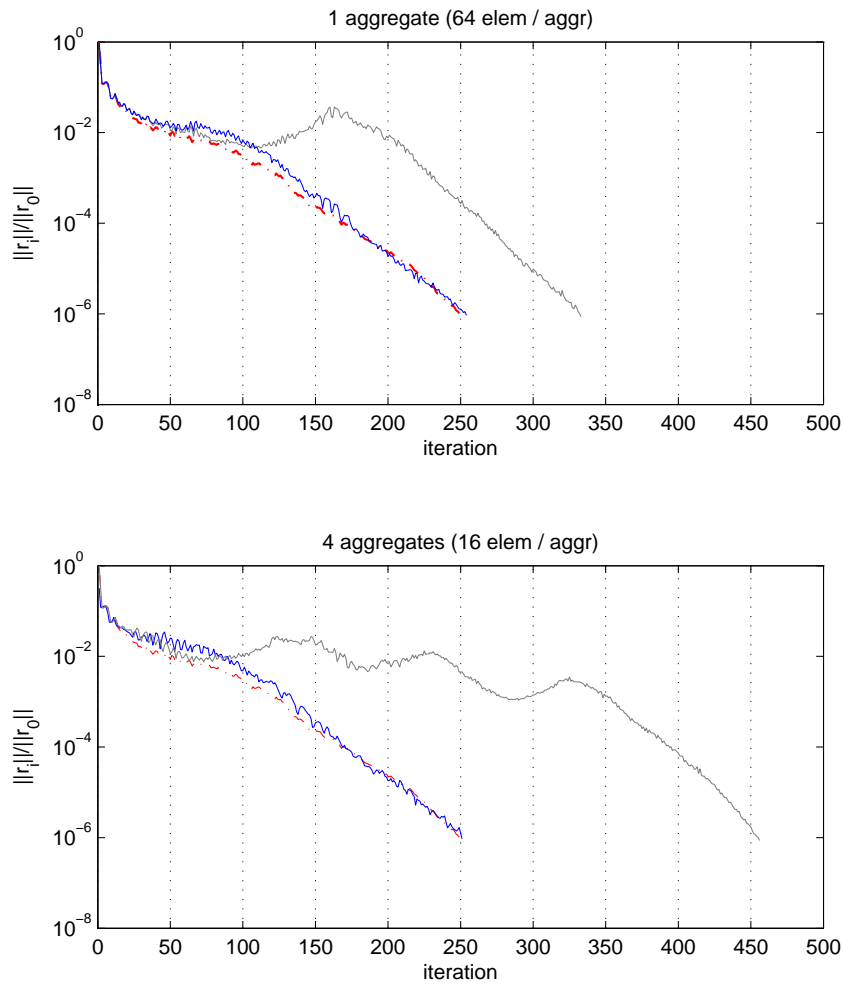 1 aggregate (64 elem / aggr)
10^0
10^-2
10^-4
10^-6
10^-8
||r_i||/||r_0||
0 50 100 150 200 250 300 350 400 450 500
iteration
4 aggregates (16 elem / aggr)
10^0
10^-2
10^-4
10^-6
10^-8
||r_i||/||r_0||
0 50 100 150 200 250 300 350 400 450 500
iteration